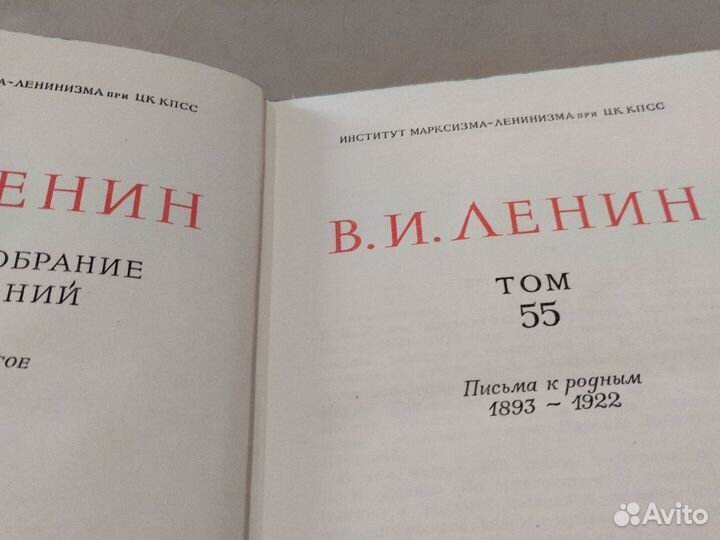 А-ЛЕНИНИЗМА ПРИ ЦК КПСС
ЕНИН
ОБРАНИЕ
НИЙ
ТОЕ
ИНСТИТУТ МАРКСИЗМА-ЛЕНИНИЗМА ПРИ ЦК КПСС
В. И. ЛЕНИН
ТОМ
55
Письма к родным
1893 ~ 1922
Avito